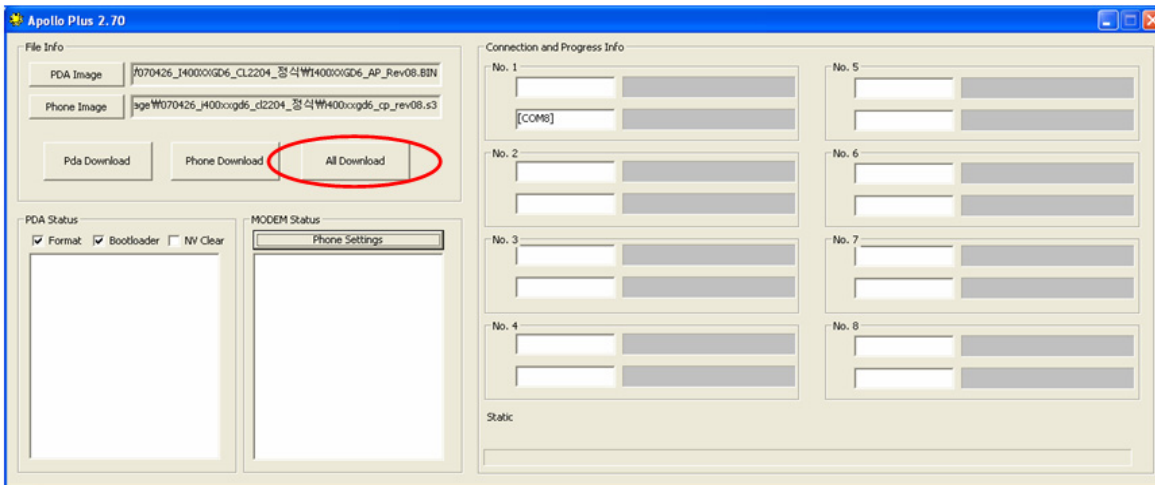 Apollo Plus 2.70
File Info
PDA Image
/070426_I400XXGD6_CL2204_정식₩I400XXGD6_AP_Rev08.BIN
Phone Image
age₩070426_i400xxgd6_cl2204_정식₩i400xxgd6_cp_rev08.s3
Pda Download Phone Download All Download
PDA Status
Format Bootloader NV Clear
MODEM Status
Phone Settings
Connection and Progress Info
No. 1
[COM8]
No. 2
No. 3
No. 4
No. 5
No. 6
No. 7
No. 8
Static